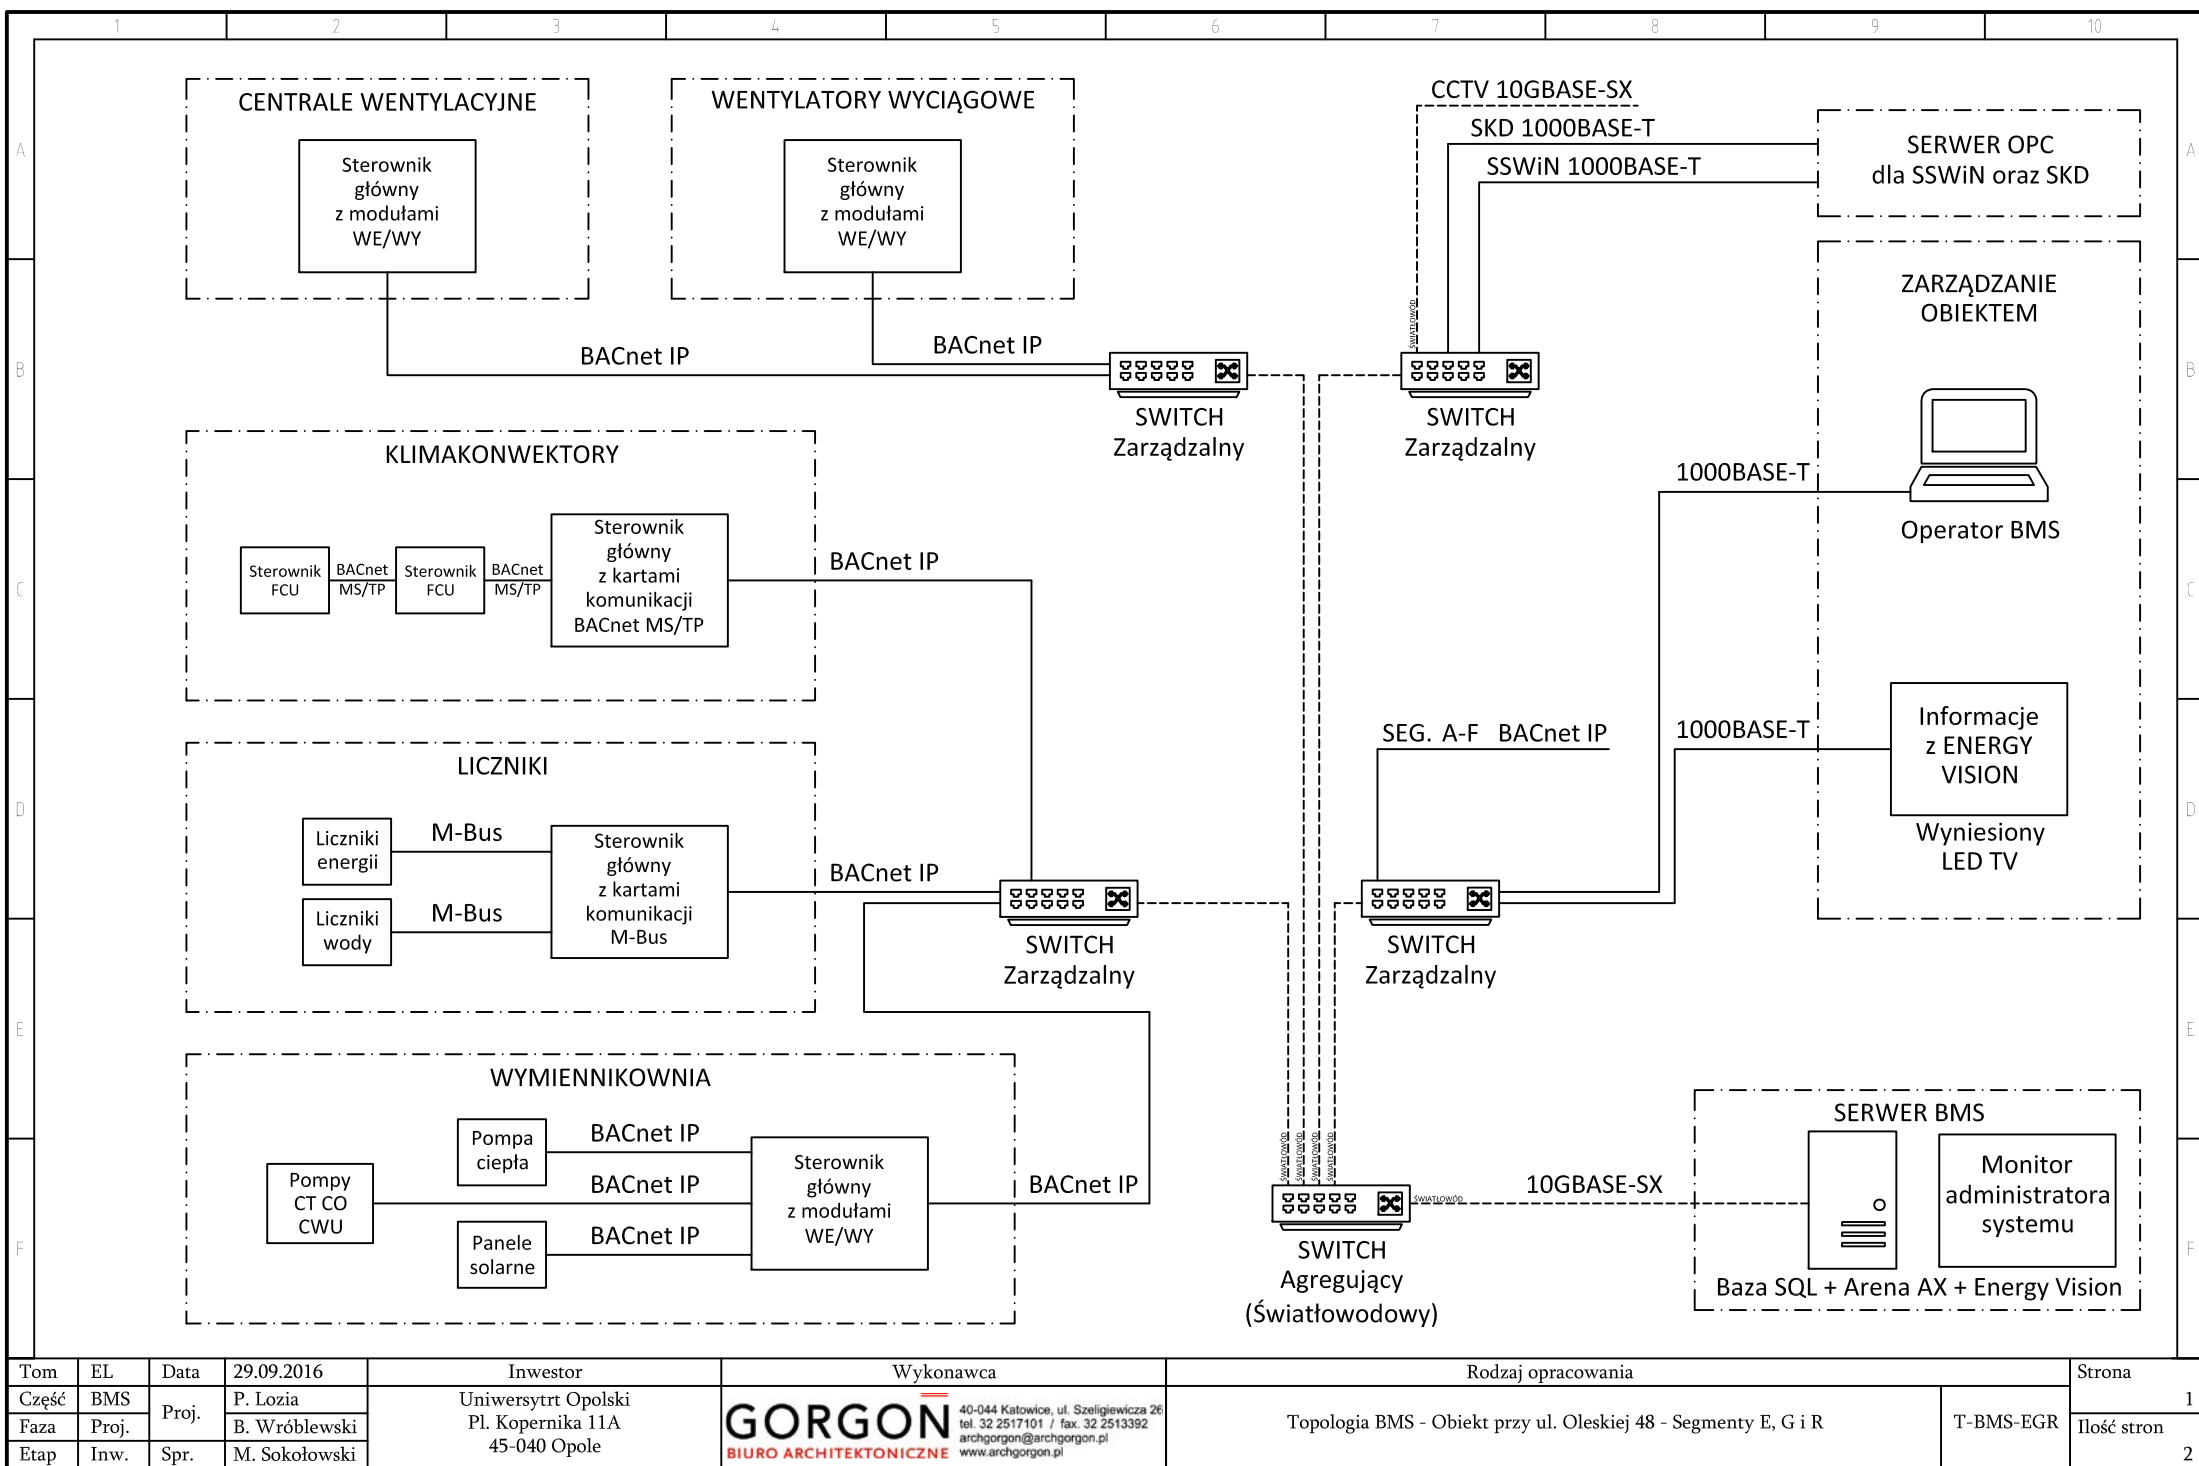 1 2 3 4 5 6 7 8 9 10
A
B
C
D
E
F
A
B
C
D
E
F
CENTRALE WENTYLACYJNE
Sterownik
główny
z modułami
WE/WY
WENTYLATORY WYCIĄGOWE
Sterownik
główny
z modułami
WE/WY
CCTV 10GBASE-SX
SKD 1000BASE-T
SSWiN 1000BASE-T
SERWER OPC
dla SSWiN oraz SKD
ŚWIATŁOWÓD
BACnet IP
BACnet IP
SWITCH
Zarządzalny
SWITCH
Zarządzalny
ZARZĄDZANIE
OBIEKTEM
1000BASE-T
Operator BMS
1000BASE-T
Informacje
z ENERGY
VISION
Wyniesiony
LED TV
KLIMAKONWEKTORY
Sterownik
FCU
BACnet
MS/TP
Sterownik
FCU
BACnet
MS/TP
Sterownik
główny
z kartami
komunikacji
BACnet MS/TP
BACnet IP
LICZNIKI
Liczniki
energii
M-Bus
Liczniki
wody
M-Bus
Sterownik
główny
z kartami
komunikacji
M-Bus
BACnet IP
SWITCH
Zarządzalny
SEG. A-F BACnet IP
SWITCH
Zarządzalny
WYMIENNIKOWNIA
Pompa
ciepła
BACnet IP
Pompy
CT CO
CWU
BACnet IP
Panele
solarne
BACnet IP
Sterownik
główny
z modułami
WE/WY
BACnet IP
ŚWIATŁOWÓD
ŚWIATŁOWÓD
ŚWIATŁOWÓD
ŚWIATŁOWÓD
ŚWIATŁOWÓD
10GBASE-SX
SWITCH
Agregujący
(Światłowodowy)
SERWER BMS
Monitor
administratora
systemu
Baza SQL + Arena AX + Energy Vision
Tom EL Data 29.09.2016
Część BMS Proj. P. Lozia
Faza Proj. B. Wróblewski
Etap Inw. Spr. M. Sokołowski
Inwestor
Uniwersytrt Opolski
Pl. Kopernika 11A
45-040 Opole
Wykonawca
GORGON
BIURO ARCHITEKTONICZNE
40-044 Katowice, ul. Szeligiewicza 26
tel. 32 2517101 / fax. 32 2513392
archgorgon@archgorgon.pl
www.archgorgon.pl
Rodzaj opracowania
Topologia BMS - Obiekt przy ul. Oleskiej 48 - Segmenty E, G i R
T-BMS-EGR
Strona
1
Ilość stron
2